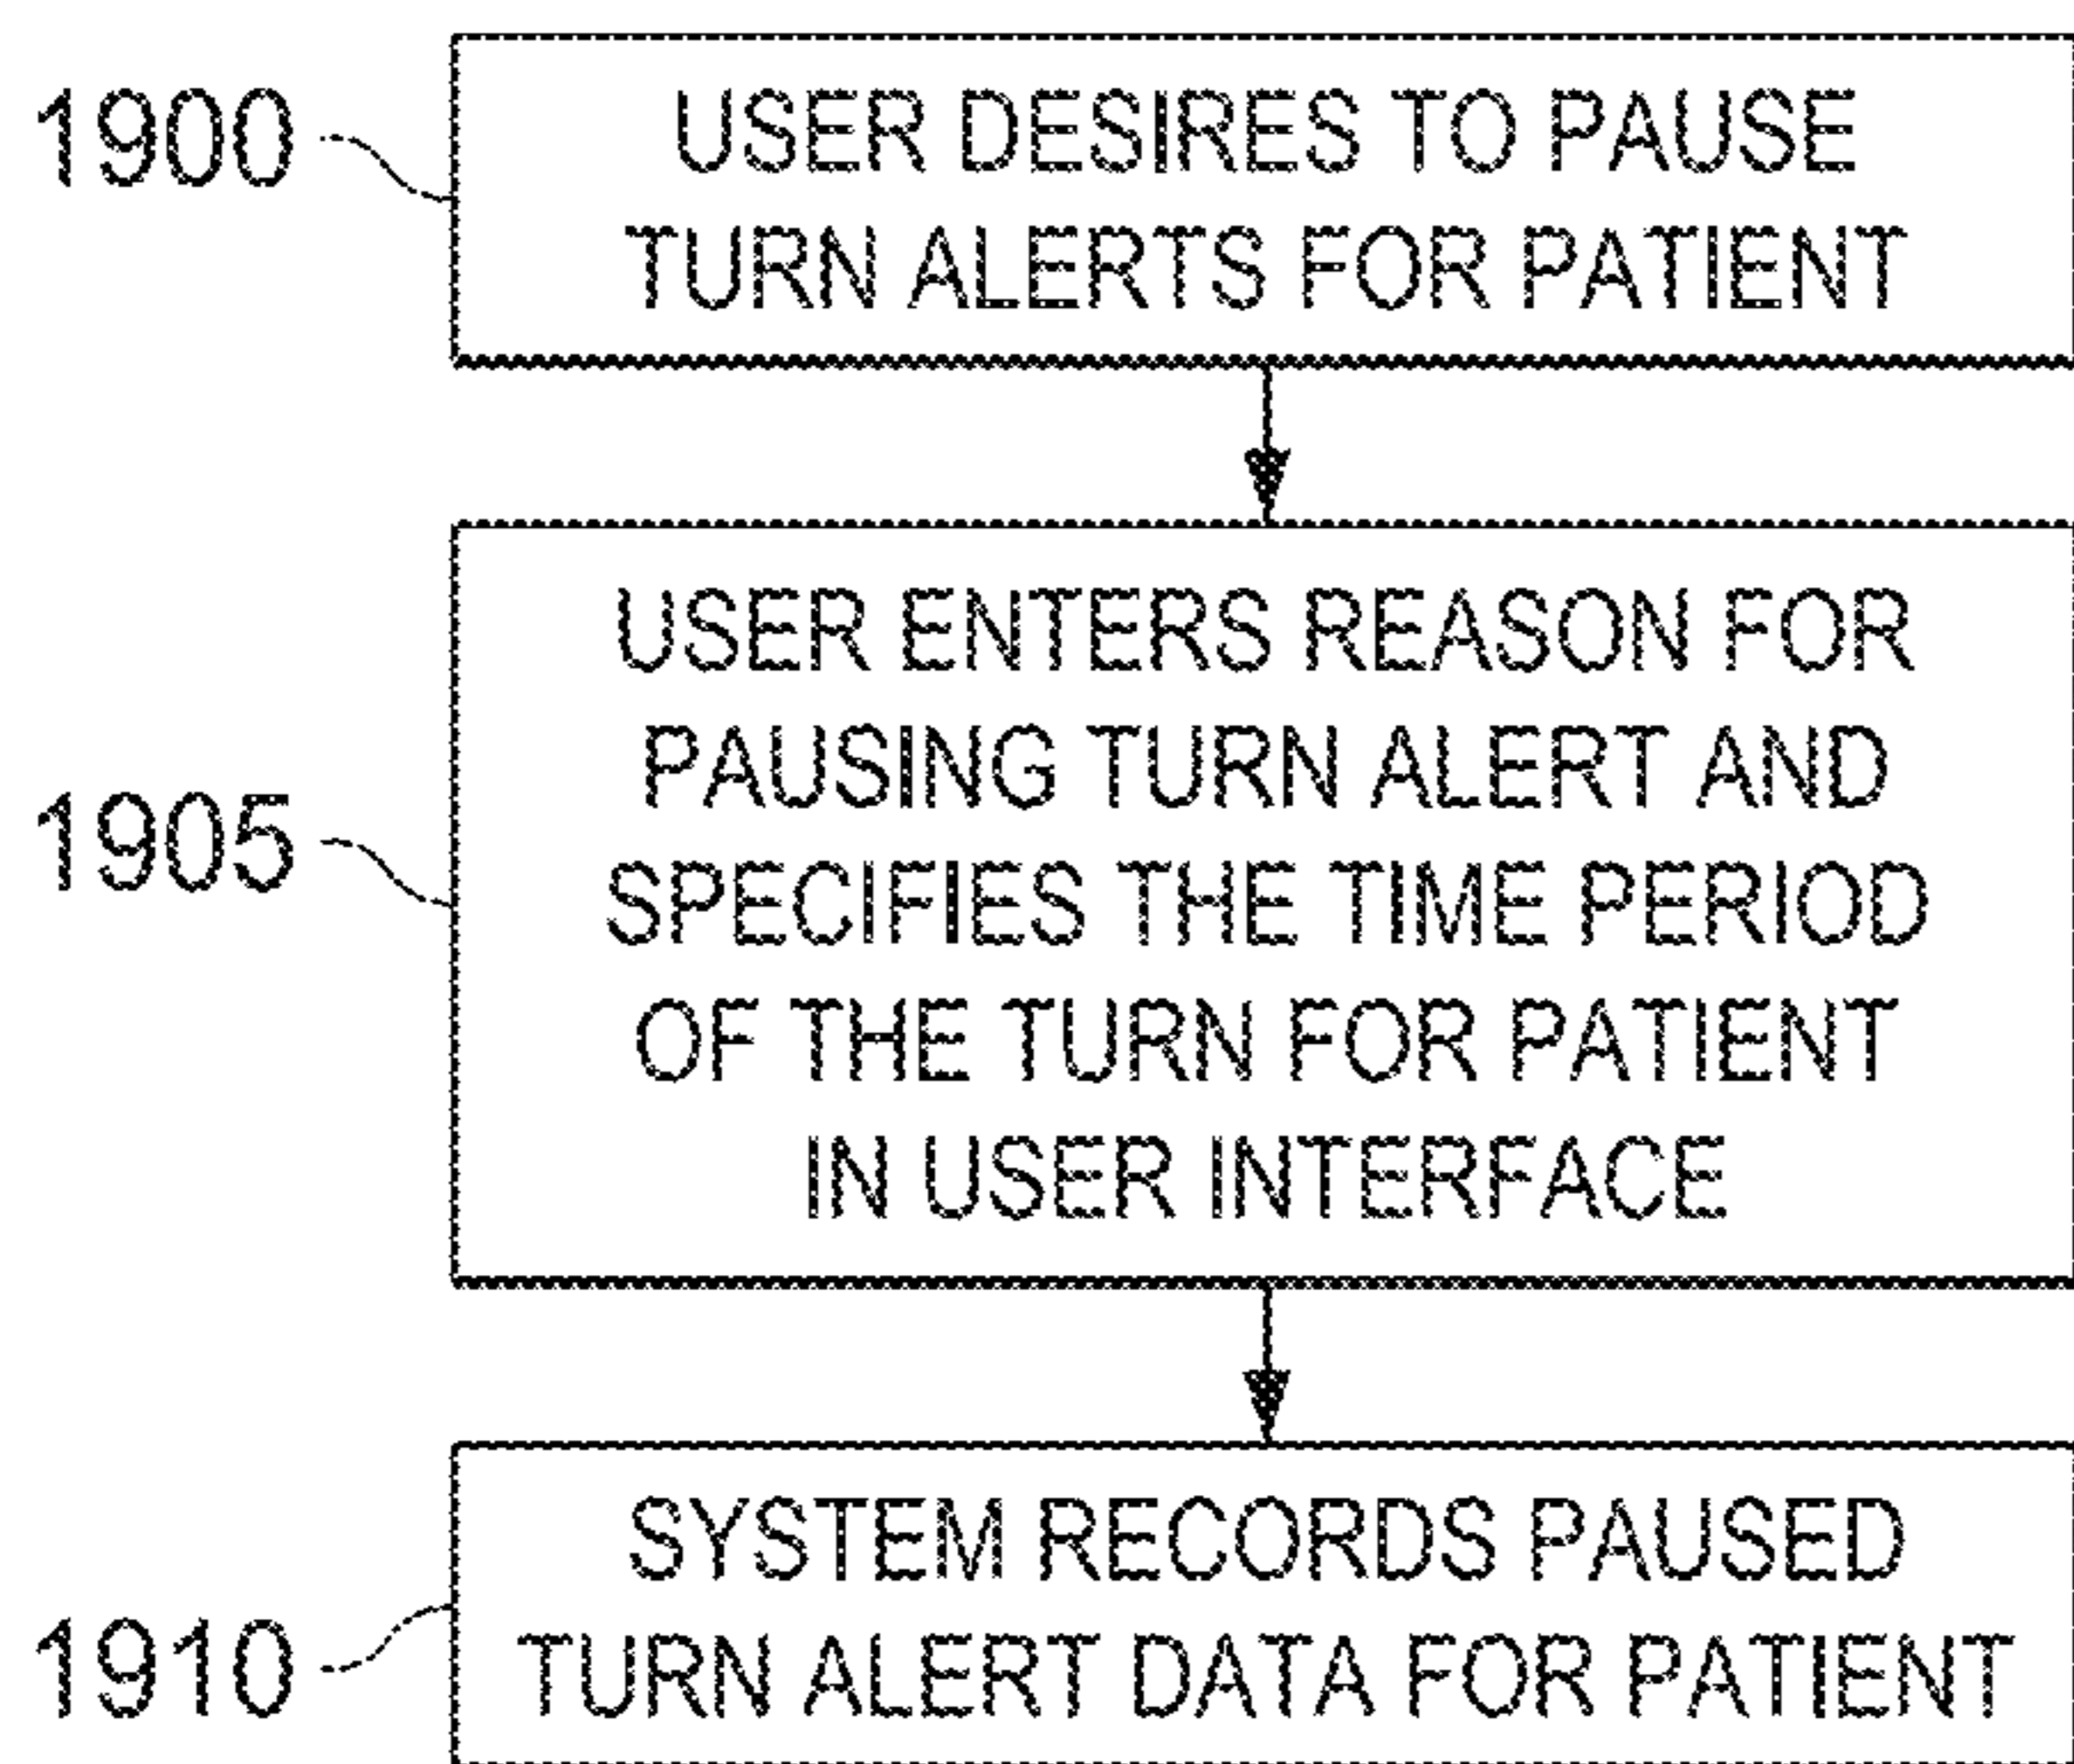 1900
USER DESIRES TO PAUSE
TURN ALERTS FOR PATIENT
1905
USER ENTERS REASON FOR
PAUSING TURN ALERT AND
SPECIFIES THE TIME PERIOD
OF THE TURN FOR PATIENT
IN USER INTERFACE
1910
SYSTEM RECORDS PAUSED
TURN ALERT DATA FOR PATIENT